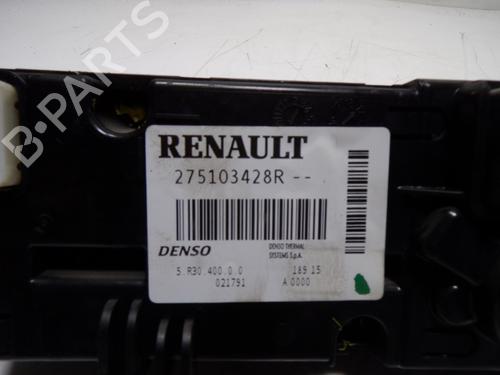 B-PARTS
RENAULT
275103428R --
DENSO
DENSO THERMAL
SYSTEMS S.p.A.
5.R30.400.0.0 189 15
021791 A 0000